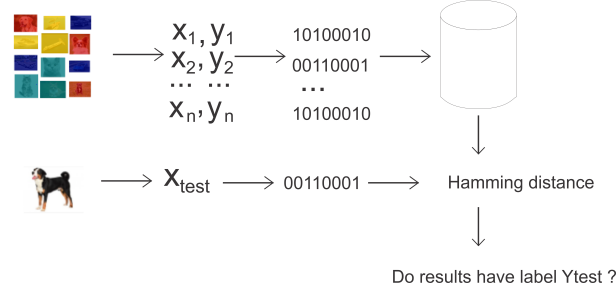 x1, y1
x2, y2
... ...
xn, yn
10100010
00110001
...
10100010
xtest
00110001
Hamming distance
Do results have label Ytest ?